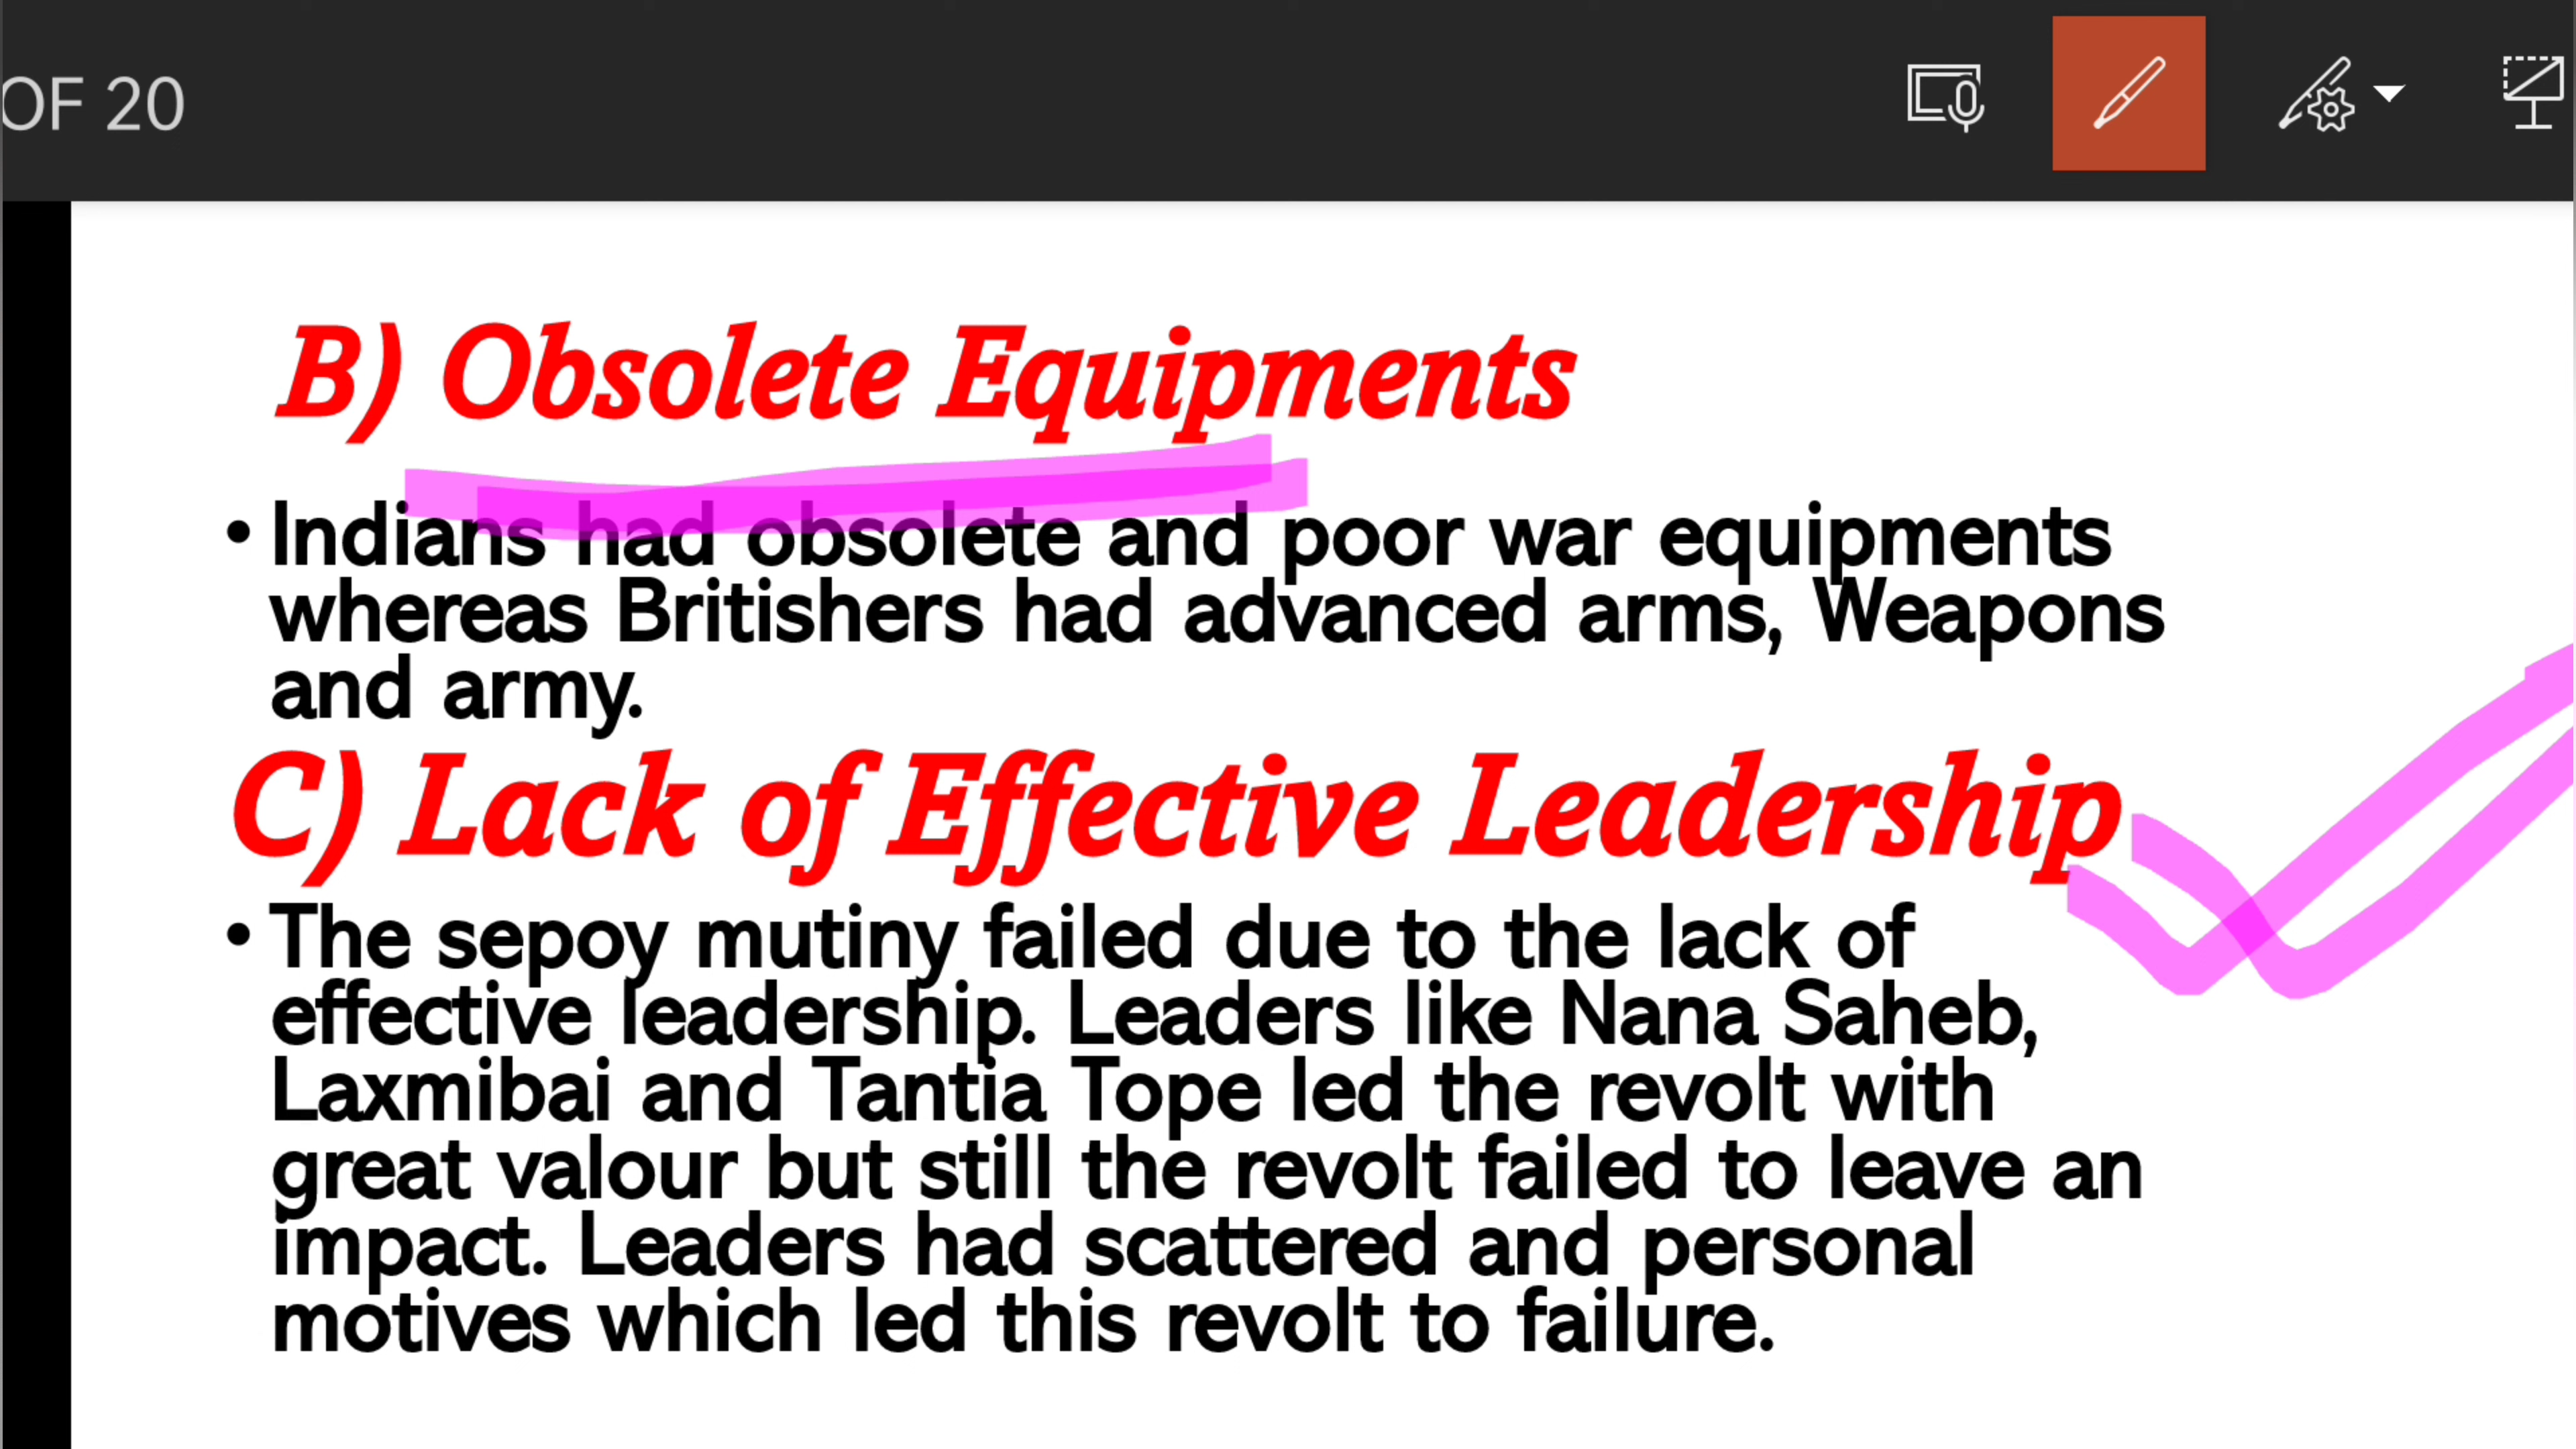 OF 20
B) Obsolete Equipments
• Indians had obsolete and poor war equipments
whereas Britishers had advanced arms, Weapons
and army.
C) Lack of Effective Leadership
• The sepoy mutiny failed due to the lack of
effective leadership. Leaders like Nana Saheb,
Laxmibai and Tantia Tope led the revolt with
great valour but still the revolt failed to leave an
impact. Leaders had scattered and personal
motives which led this revolt to failure.